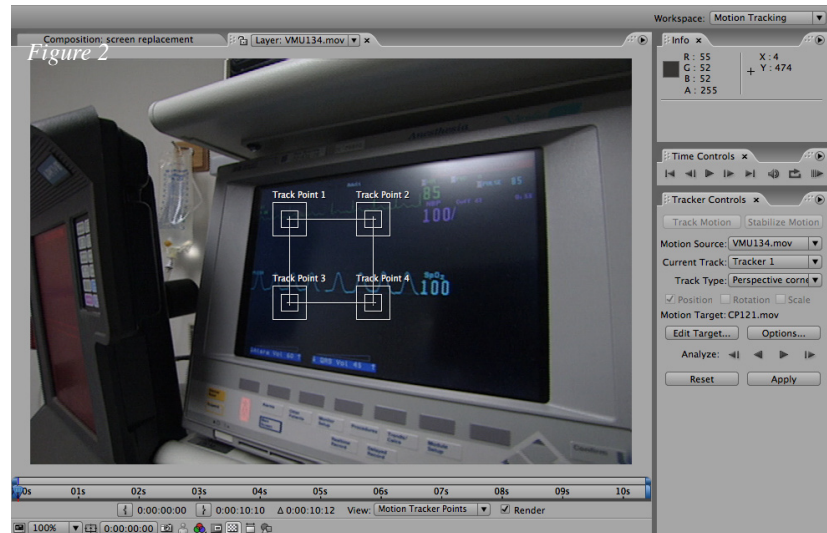 Workspace: Motion Tracking
Composition: screen replacement
Layer: VMU134.mov
Figure 2
Info
R : 55
G : 52
B : 52
A : 255
X : 4
Y : 474
Anesthesia
85
PULSE 85
100/
Track Point 1
Track Point 2
Track Point 3
Track Point 4
SpO2
100
Time Controls
Tracker Controls
Track Motion
Stabilize Motion
Motion Source: VMU134.mov
Current Track: Tracker 1
Track Type: Perspective corne
Position Rotation Scale
Motion Target: CP121.mov
Edit Target...
Options...
Analyze:
Reset
Apply
0s 01s 02s 03s 04s 05s 06s 07s 08s 09s 10s
0:00:00:00
0:00:10:10
Δ 0:00:10:12
View: Motion Tracker Points
Render
100%
0:00:00:00